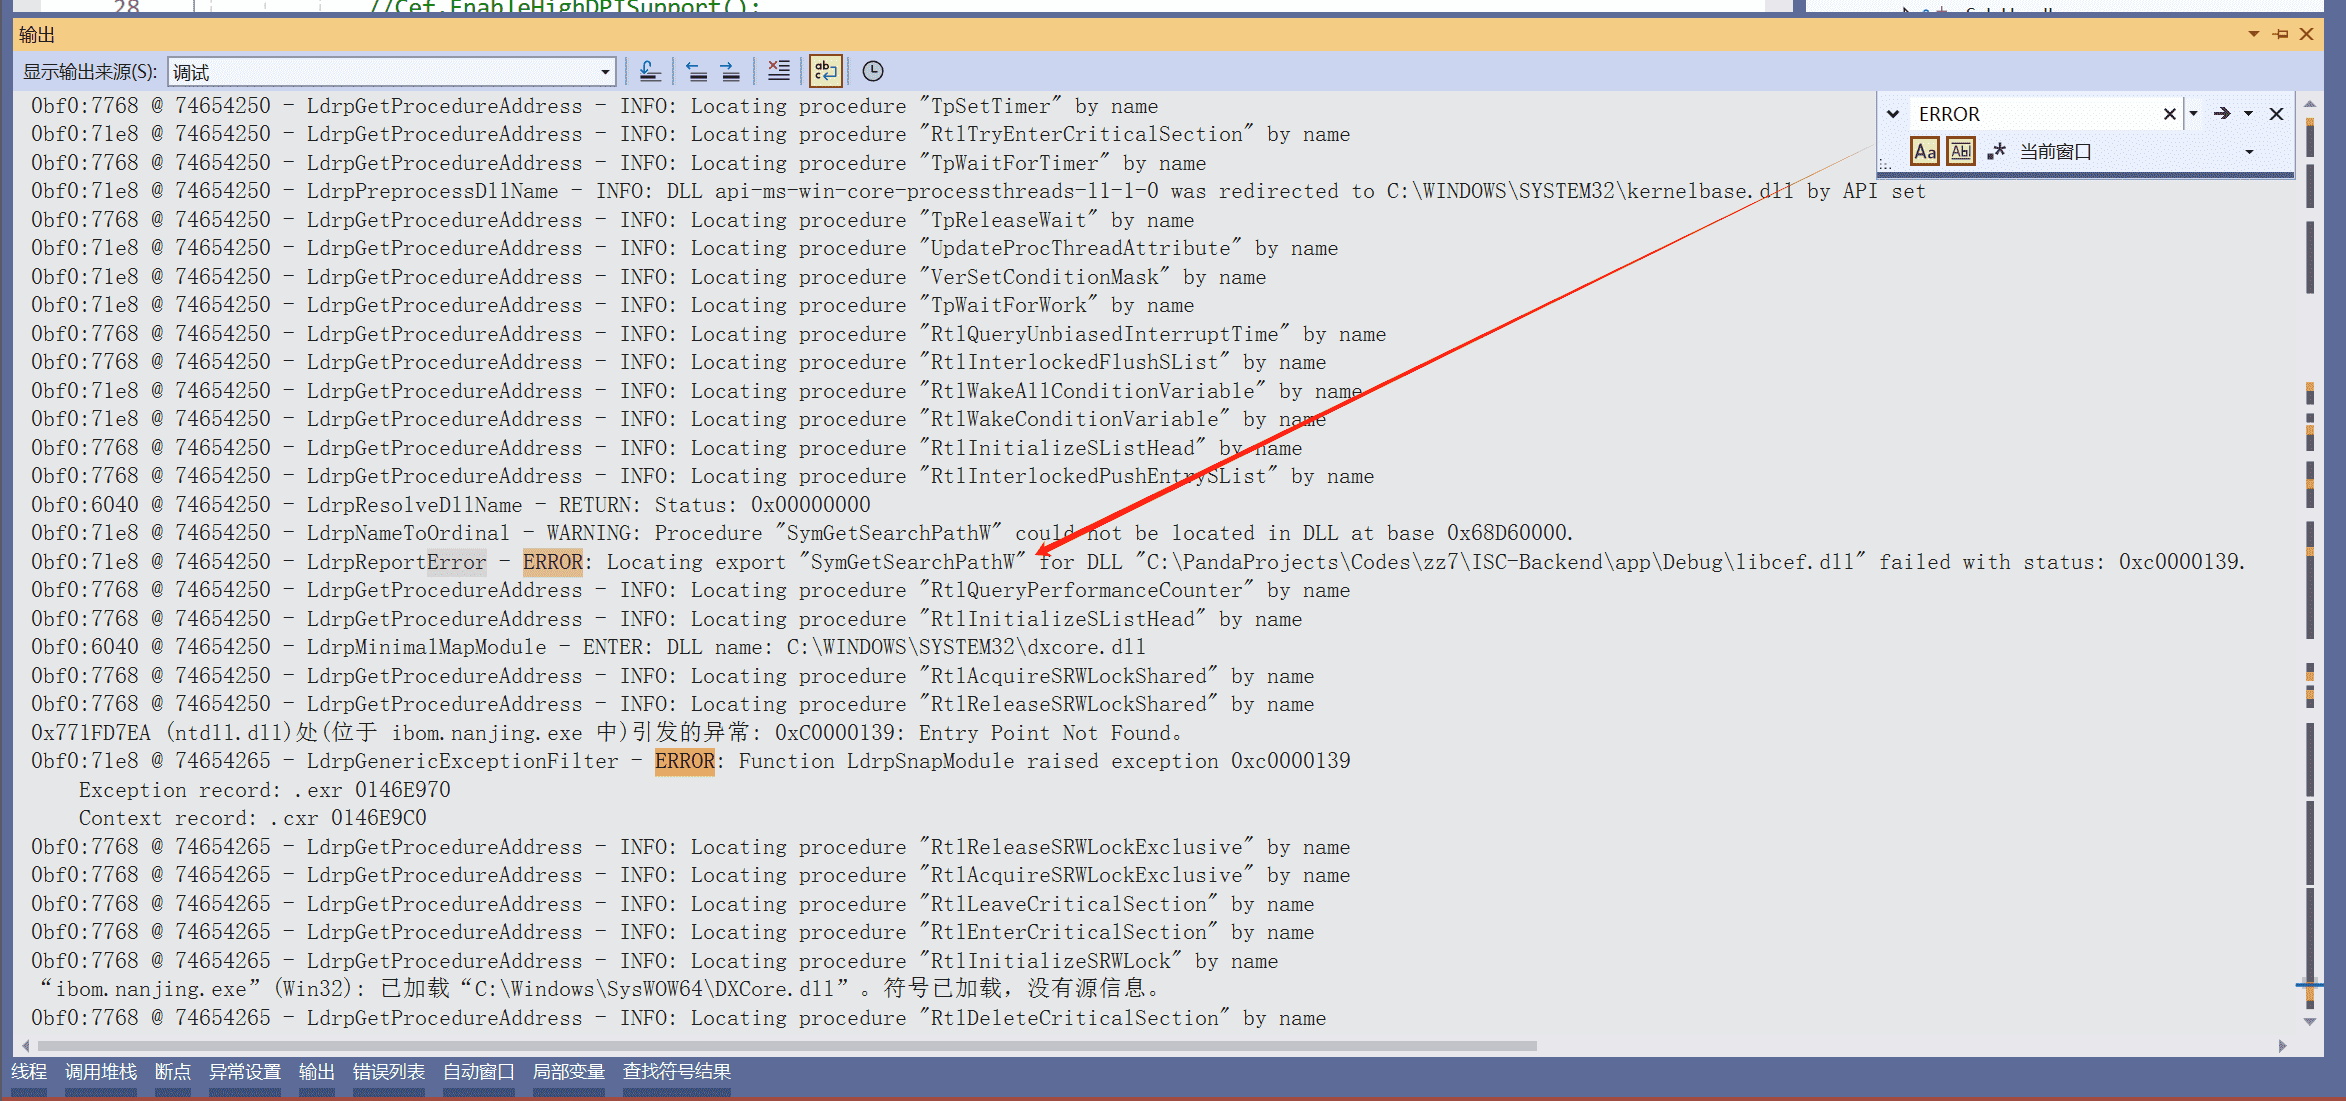 28 //Cef.EnableHighDPISupport();
输出
显示输出来源(S): 调试
ERROR
Aa Abl .* 当前窗口
0bf0:7768 @ 74654250 - LdrpGetProcedureAddress - INFO: Locating procedure "TpSetTimer" by name
0bf0:71e8 @ 74654250 - LdrpGetProcedureAddress - INFO: Locating procedure "RtlTryEnterCriticalSection" by name
0bf0:7768 @ 74654250 - LdrpGetProcedureAddress - INFO: Locating procedure "TpWaitForTimer" by name
0bf0:71e8 @ 74654250 - LdrpPreprocessDllName - INFO: DLL api-ms-win-core-processthreads-l1-1-0 was redirected to C:\WINDOWS\SYSTEM32\kernelbase.dll by API set
0bf0:7768 @ 74654250 - LdrpGetProcedureAddress - INFO: Locating procedure "TpReleaseWait" by name
0bf0:71e8 @ 74654250 - LdrpGetProcedureAddress - INFO: Locating procedure "UpdateProcThreadAttribute" by name
0bf0:71e8 @ 74654250 - LdrpGetProcedureAddress - INFO: Locating procedure "VerSetConditionMask" by name
0bf0:71e8 @ 74654250 - LdrpGetProcedureAddress - INFO: Locating procedure "TpWaitForWork" by name
0bf0:7768 @ 74654250 - LdrpGetProcedureAddress - INFO: Locating procedure "RtlQueryUnbiasedInterruptTime" by name
0bf0:7768 @ 74654250 - LdrpGetProcedureAddress - INFO: Locating procedure "RtlInterlockedFlushSList" by name
0bf0:71e8 @ 74654250 - LdrpGetProcedureAddress - INFO: Locating procedure "RtlWakeAllConditionVariable" by name
0bf0:71e8 @ 74654250 - LdrpGetProcedureAddress - INFO: Locating procedure "RtlWakeConditionVariable" by name
0bf0:7768 @ 74654250 - LdrpGetProcedureAddress - INFO: Locating procedure "RtlInitializeSListHead" by name
0bf0:7768 @ 74654250 - LdrpGetProcedureAddress - INFO: Locating procedure "RtlInterlockedPushEntrySList" by name
0bf0:6040 @ 74654250 - LdrpResolveDllName - RETURN: Status: 0x00000000
0bf0:71e8 @ 74654250 - LdrpNameToOrdinal - WARNING: Procedure "SymGetSearchPathW" could not be located in DLL at base 0x68D60000.
0bf0:71e8 @ 74654250 - LdrpReportError - ERROR: Locating export "SymGetSearchPathW" for DLL "C:\PandaProjects\Codes\zz7\ISC-Backend\app\Debug\libcef.dll" failed with status: 0xc0000139.
0bf0:7768 @ 74654250 - LdrpGetProcedureAddress - INFO: Locating procedure "RtlQueryPerformanceCounter" by name
0bf0:7768 @ 74654250 - LdrpGetProcedureAddress - INFO: Locating procedure "RtlInitializeSListHead" by name
0bf0:6040 @ 74654250 - LdrpMinimalMapModule - ENTER: DLL name: C:\WINDOWS\SYSTEM32\dxcore.dll
0bf0:7768 @ 74654250 - LdrpGetProcedureAddress - INFO: Locating procedure "RtlAcquireSRWLockShared" by name
0bf0:7768 @ 74654250 - LdrpGetProcedureAddress - INFO: Locating procedure "RtlReleaseSRWLockShared" by name
0x771FD7EA (ntdll.dll)处(位于 ibom.nanjing.exe 中)引发的异常: 0xC0000139: Entry Point Not Found。
0bf0:71e8 @ 74654265 - LdrpGenericExceptionFilter - ERROR: Function LdrpSnapModule raised exception 0xc0000139
Exception record: .exr 0146E970
Context record: .cxr 0146E9C0
0bf0:7768 @ 74654265 - LdrpGetProcedureAddress - INFO: Locating procedure "RtlReleaseSRWLockExclusive" by name
0bf0:7768 @ 74654265 - LdrpGetProcedureAddress - INFO: Locating procedure "RtlAcquireSRWLockExclusive" by name
0bf0:7768 @ 74654265 - LdrpGetProcedureAddress - INFO: Locating procedure "RtlLeaveCriticalSection" by name
0bf0:7768 @ 74654265 - LdrpGetProcedureAddress - INFO: Locating procedure "RtlEnterCriticalSection" by name
0bf0:7768 @ 74654265 - LdrpGetProcedureAddress - INFO: Locating procedure "RtlInitializeSRWLock" by name
“ibom.nanjing.exe”(Win32): 已加载“C:\Windows\SysWOW64\DXCore.dll”。符号已加载，没有源信息。
0bf0:7768 @ 74654265 - LdrpGetProcedureAddress - INFO: Locating procedure "RtlDeleteCriticalSection" by name
线程 调用堆栈 断点 异常设置 输出 错误列表 自动窗口 局部变量 查找符号结果